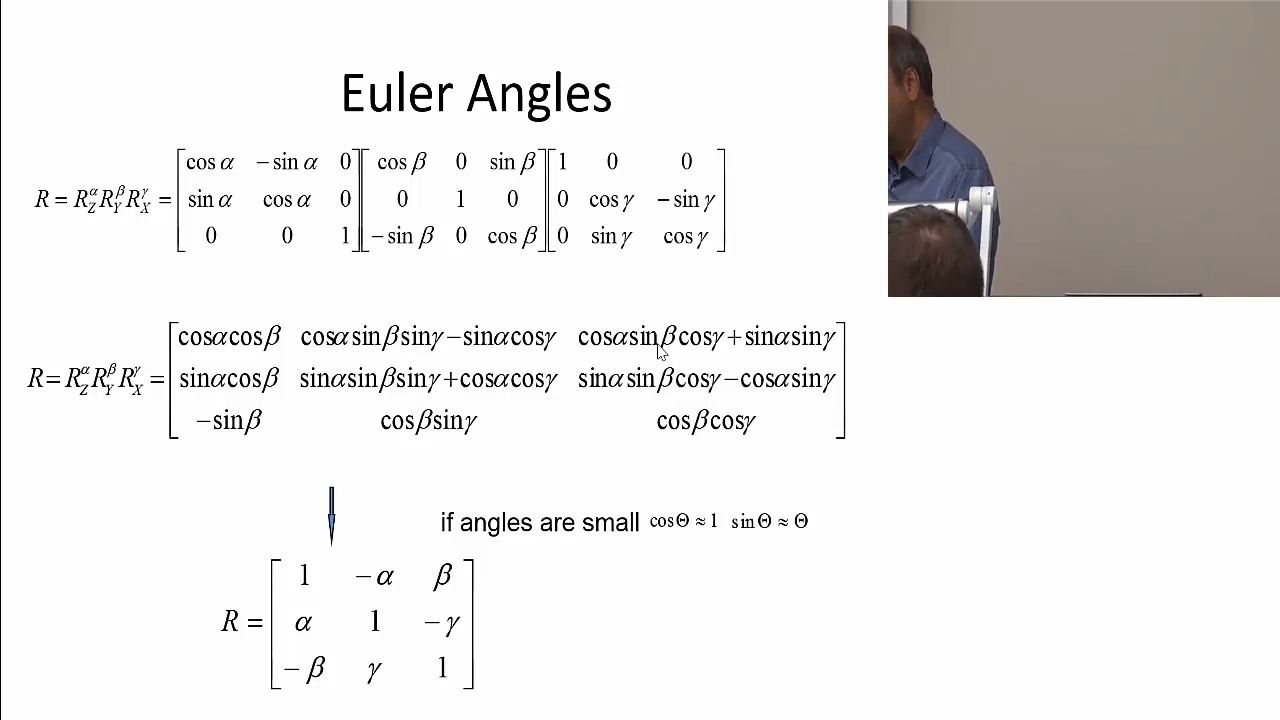 Euler Angles
R = R_Z^α R_Y^β R_X^γ = [cos α −sin α 0; sin α cos α 0; 0 0 1] [cos β 0 sin β; 0 1 0; −sin β 0 cos β] [1 0 0; 0 cos γ −sin γ; 0 sin γ cos γ]
R = R_Z^α R_Y^β R_X^γ = [cosαcosβ cosαsinβsinγ−sinαcosγ cosαsinβcosγ+sinαsinγ; sinαcosβ sinαsinβsinγ+cosαcosγ sinαsinβcosγ−cosαsinγ; −sinβ cosβsinγ cosβcosγ]
if angles are small cosΘ ≈ 1 sinΘ ≈ Θ
R = [1 −α β; α 1 −γ; −β γ 1]